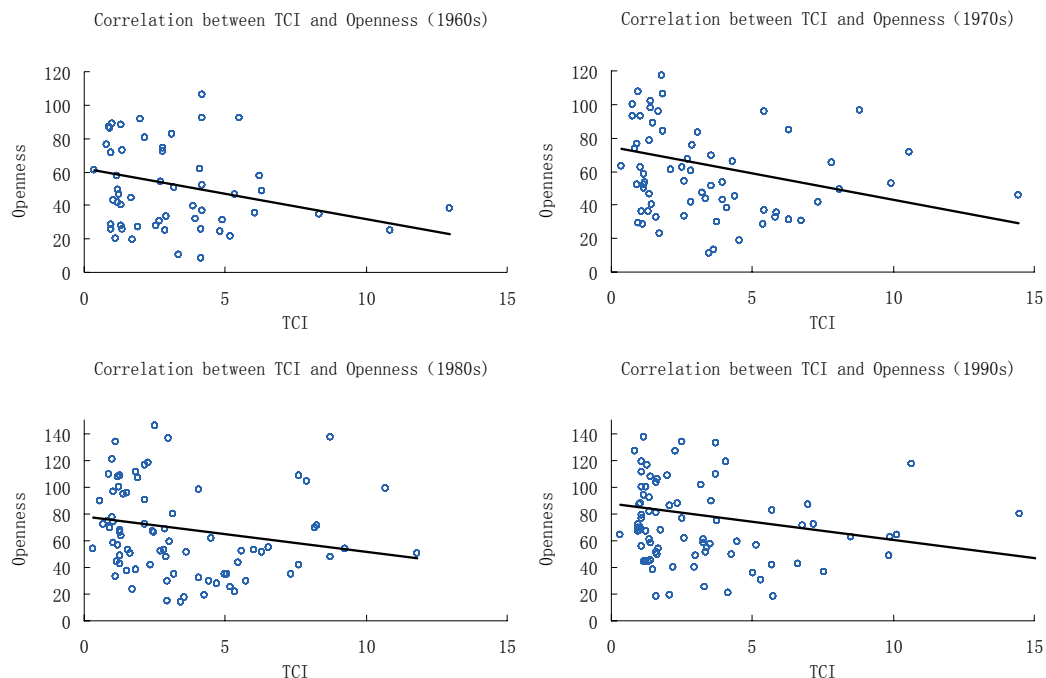 Correlation between TCI and Openness (1960s)
Openness
120
100
80
60
40
20
0
0 5 10 15
TCI
Correlation between TCI and Openness (1970s)
Openness
120
100
80
60
40
20
0
0 5 10 15
TCI
Correlation between TCI and Openness (1980s)
Openness
140
120
100
80
60
40
20
0
0 5 10 15
TCI
Correlation between TCI and Openness (1990s)
Openness
140
120
100
80
60
40
20
0
0 5 10 15
TCI